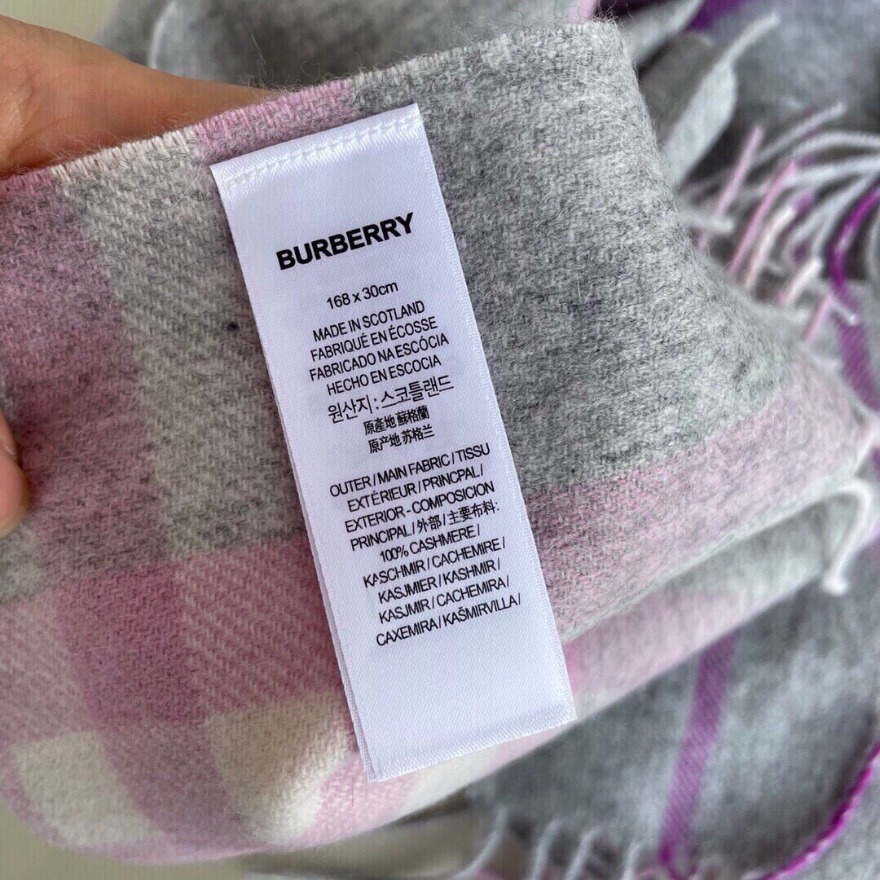 BURBERRY
168 x 30cm
MADE IN SCOTLAND
FABRIQUÉ EN ÉCOSSE
FABRICADO NA ESCÓCIA
HECHO EN ESCOCIA
원산지 : 스코틀랜드
原產地 蘇格蘭
原产地 苏格兰
OUTER / MAIN FABRIC / TISSU
EXTÉRIEUR / PRINCPAL /
EXTERIOR - COMPOSICION
PRINCIPAL / 外部 / 主要布料:
100% CASHMERE /
KASCHMIR / CACHEMIRE /
KASJMIER / KASHMIR /
KASJMIR / CACHEMIRA /
CAXEMIRA / KAŠMIRVILLA /